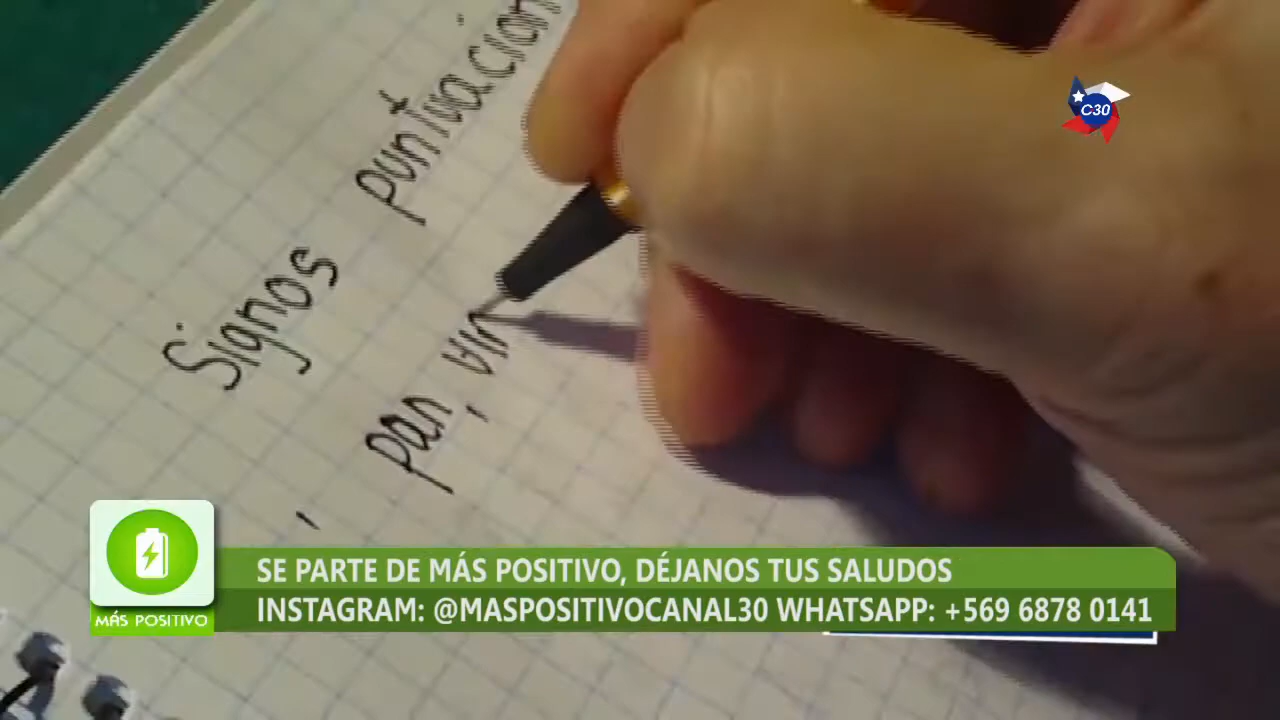 Signos puntuación
, pan, vin
C30
SE PARTE DE MÁS POSITIVO, DÉJANOS TUS SALUDOS
INSTAGRAM: @MASPOSITIVOCANAL30 WHATSAPP: +569 6878 0141
MÁS POSITIVO